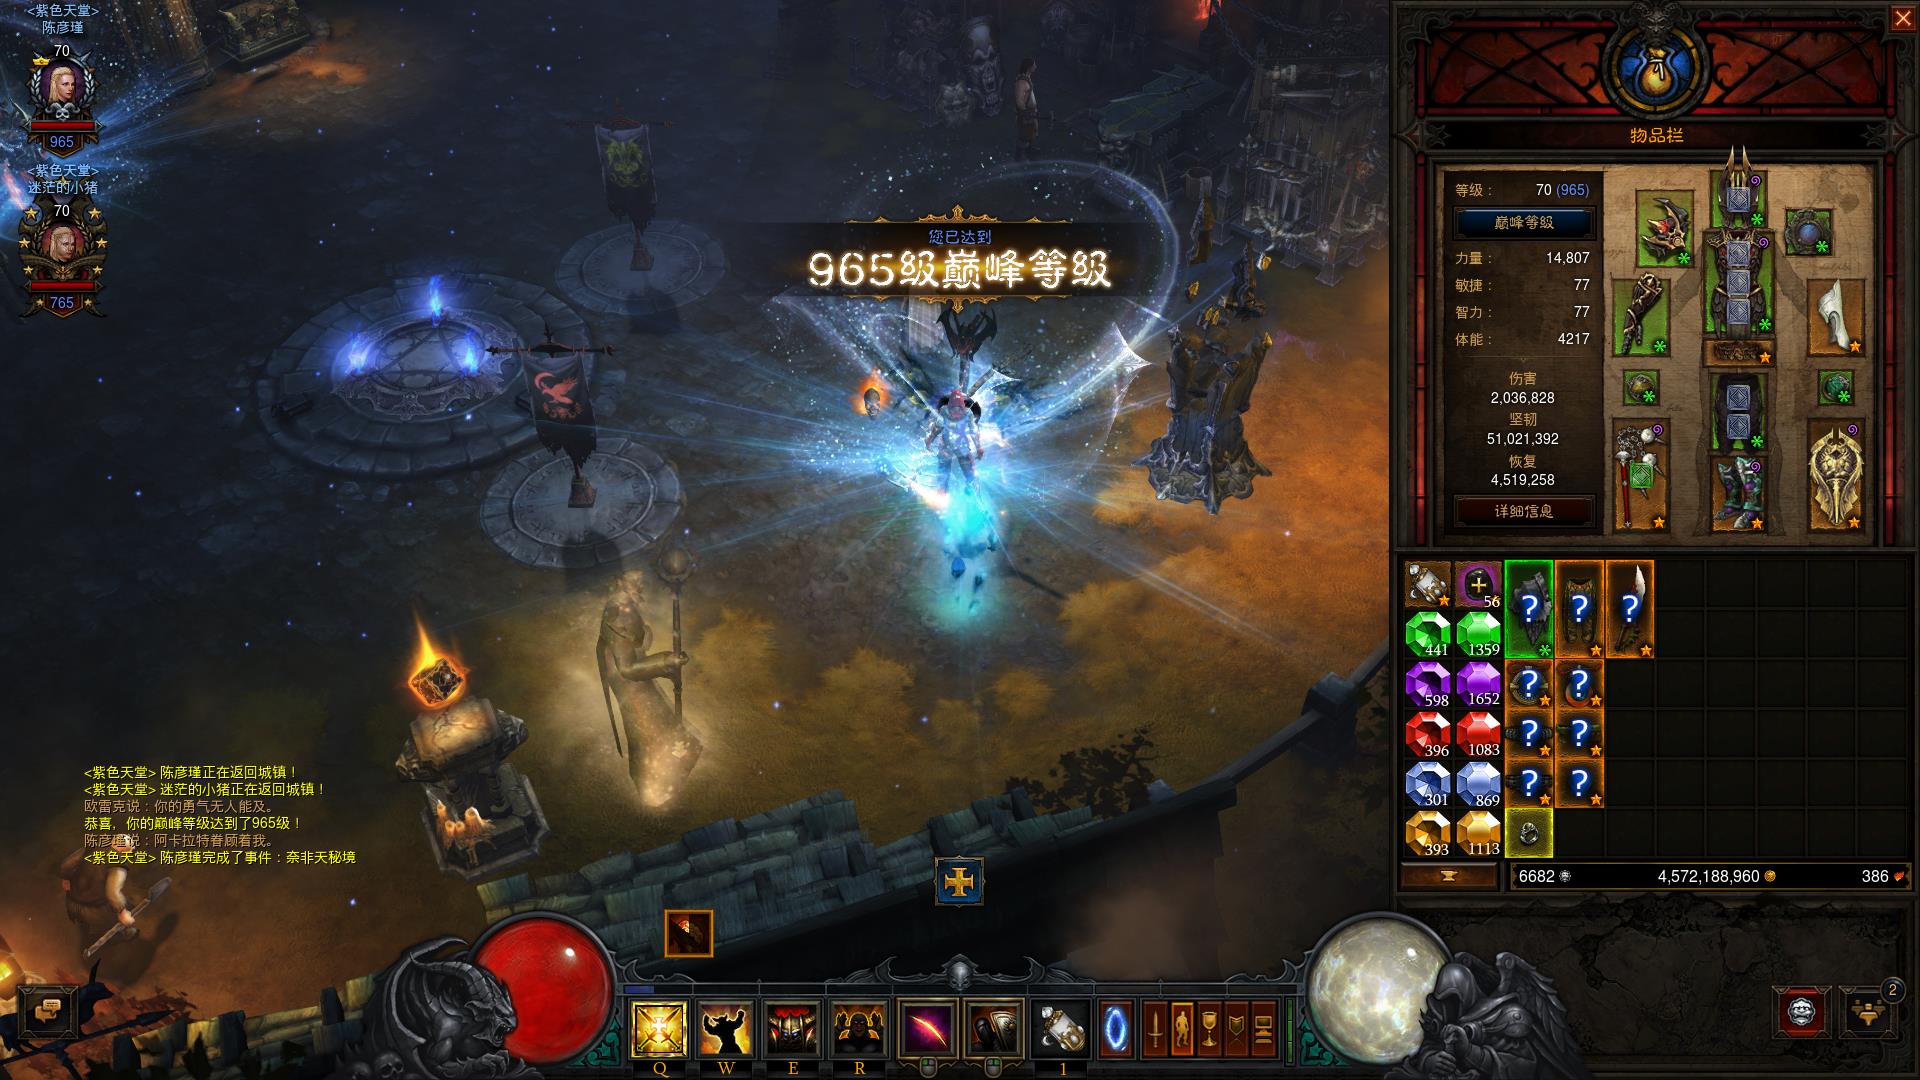 <紫色天堂>
陈彦瑾
70
965
<紫色天堂>
迷茫的小猪
70
765
您已达到
965级巅峰等级
<紫色天堂> 陈彦瑾正在返回城镇！
<紫色天堂> 迷茫的小猪正在返回城镇！
欧雷克说：你的勇气无人能及。
恭喜，你的巅峰等级达到了965级！
陈彦瑾说：阿卡拉特眷顾着我。
<紫色天堂> 陈彦瑾完成了事件：奈非天秘境
Q
W
E
R
1
物品栏
等级： 70 (965)
巅峰等级
力量： 14,807
敏捷： 77
智力： 77
体能： 4217
伤害
2,036,828
坚韧
51,021,392
恢复
4,519,258
详细信息
56
? ? ?
441 1359
598 1652 ? ?
396 1083 ? ?
301 869 ? ?
393 1113
6682 4,572,188,960 386
2